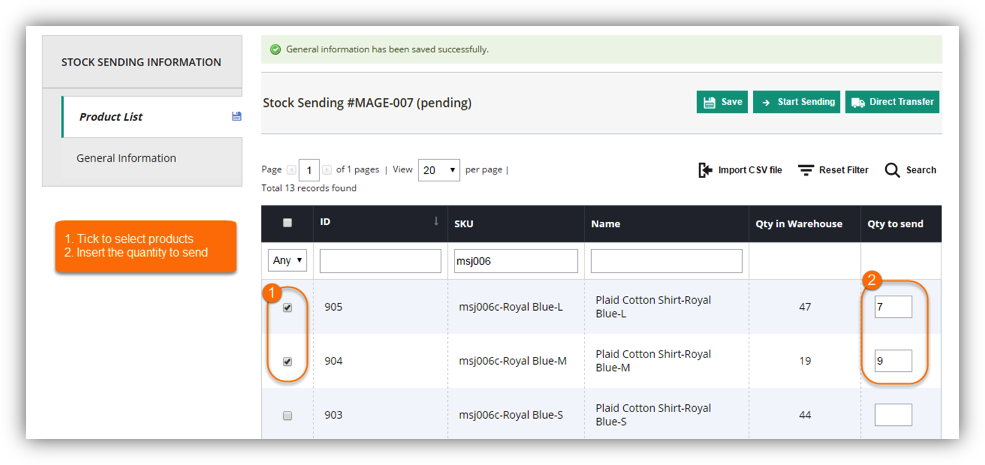 General information has been saved successfully.
STOCK SENDING INFORMATION
Product List
General Information
1. Tick to select products
2. Insert the quantity to send
Stock Sending #MAGE-007 (pending)
Save
Start Sending
Direct Transfer
Page 1 of 1 pages | View 20 per page |
Total 13 records found
Import CSV file
Reset Filter
Search
ID SKU Name Qty in Warehouse Qty to send
Any msj006
1 2
905 msj006c-Royal Blue-L Plaid Cotton Shirt-Royal 47 7
Blue-L
904 msj006c-Royal Blue-M Plaid Cotton Shirt-Royal 19 9
Blue-M
903 msj006c-Royal Blue-S Plaid Cotton Shirt-Royal 44
Blue-S